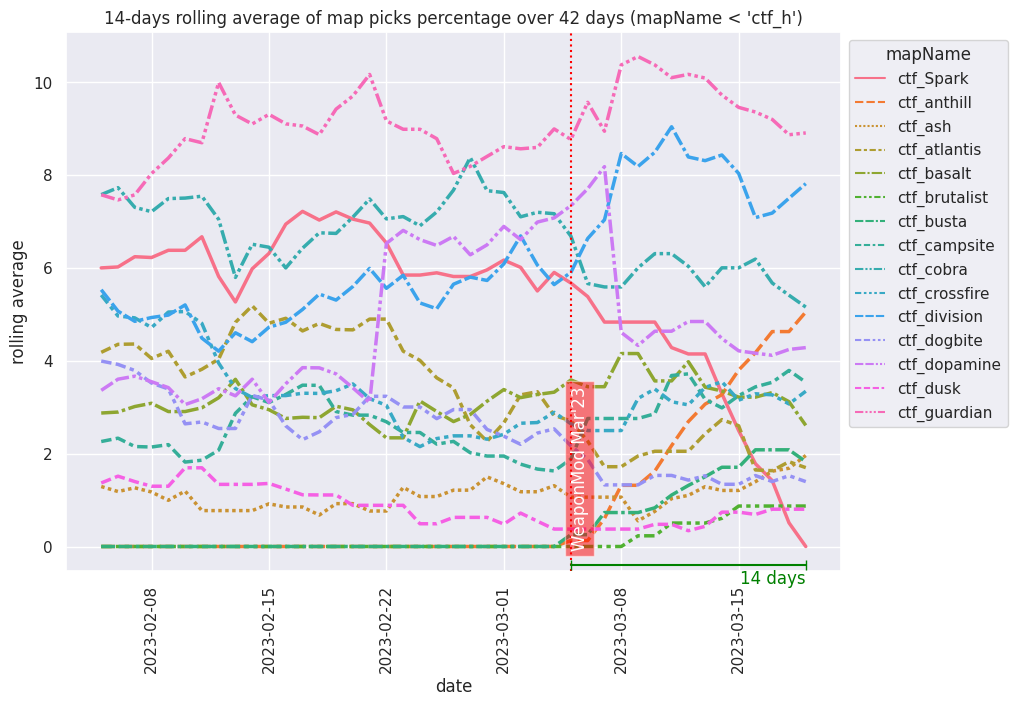 14-days rolling average of map picks percentage over 42 days (mapName < 'ctf_h')
mapName
ctf_Spark
ctf_anthill
ctf_ash
ctf_atlantis
ctf_basalt
ctf_brutalist
ctf_busta
ctf_campsite
ctf_cobra
ctf_crossfire
ctf_division
ctf_dogbite
ctf_dopamine
ctf_dusk
ctf_guardian
rolling average
10
8
6
4
2
0
WeaponMod Mar'23
14 days
2023-02-08
2023-02-15
2023-02-22
2023-03-01
2023-03-08
2023-03-15
date